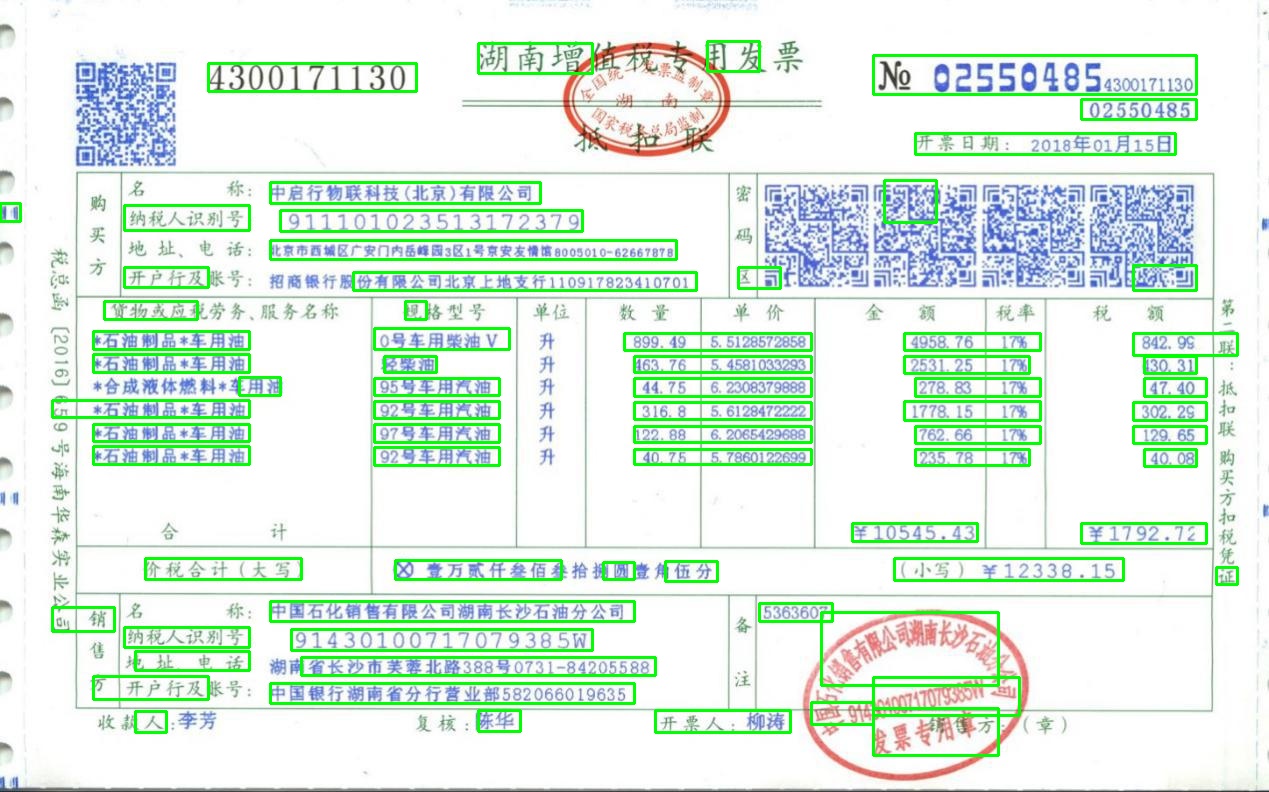 湖南增值税专用发票
抵扣联
4300171130
№ 02550485 4300171130
02550485
开票日期: 2018年01月15日
全国统一发票监制章
湖南
国家税务总局监制
购买方
名 称: 中启行物联科技(北京)有限公司
纳税人识别号 911101023513172379
地址、电话: 北京市西城区广安门内岳峰园3区1号京安友情馆8005010-62667878
开户行及账号: 招商银行股份有限公司北京上地支行110917823410701
密码区
货物或应税劳务、服务名称 规格型号 单位 数量 单价 金额 税率 税额
*石油制品*车用油 0号车用柴油Ⅴ 升 899.49 5.5128572858 4958.76 17% 842.99
*石油制品*车用油 轻柴油 升 463.76 5.4581033293 2531.25 17% 430.31
*合成液体燃料*车用油 95号车用汽油 升 44.75 6.2308379888 278.83 17% 47.40
*石油制品*车用油 92号车用汽油 升 316.8 5.6128472222 1778.15 17% 302.29
*石油制品*车用油 97号车用汽油 升 122.88 6.2065429688 762.66 17% 129.65
*石油制品*车用油 92号车用汽油 升 40.75 5.7860122699 235.78 17% 40.08
合 计 ¥10545.43 ¥1792.72
价税合计(大写) ⊗ 壹万贰仟叁佰叁拾捌圆壹角伍分 (小写) ¥12338.15
销售方
名 称: 中国石化销售有限公司湖南长沙石油分公司
纳税人识别号 91430100717079385W
地址、电话 湖南省长沙市芙蓉北路388号0731-84205588
开户行及账号: 中国银行湖南省分行营业部582066019635
备注
5363607
中国石化销售有限公司湖南长沙石油分公司
91430100717079385W
发票专用章
收款人: 李芳 复核: 陈华 开票人: 柳涛 销售方: (章)
税总函〔2016〕659号海南华森实业公司
第二联: 抵扣联 购买方扣税凭证